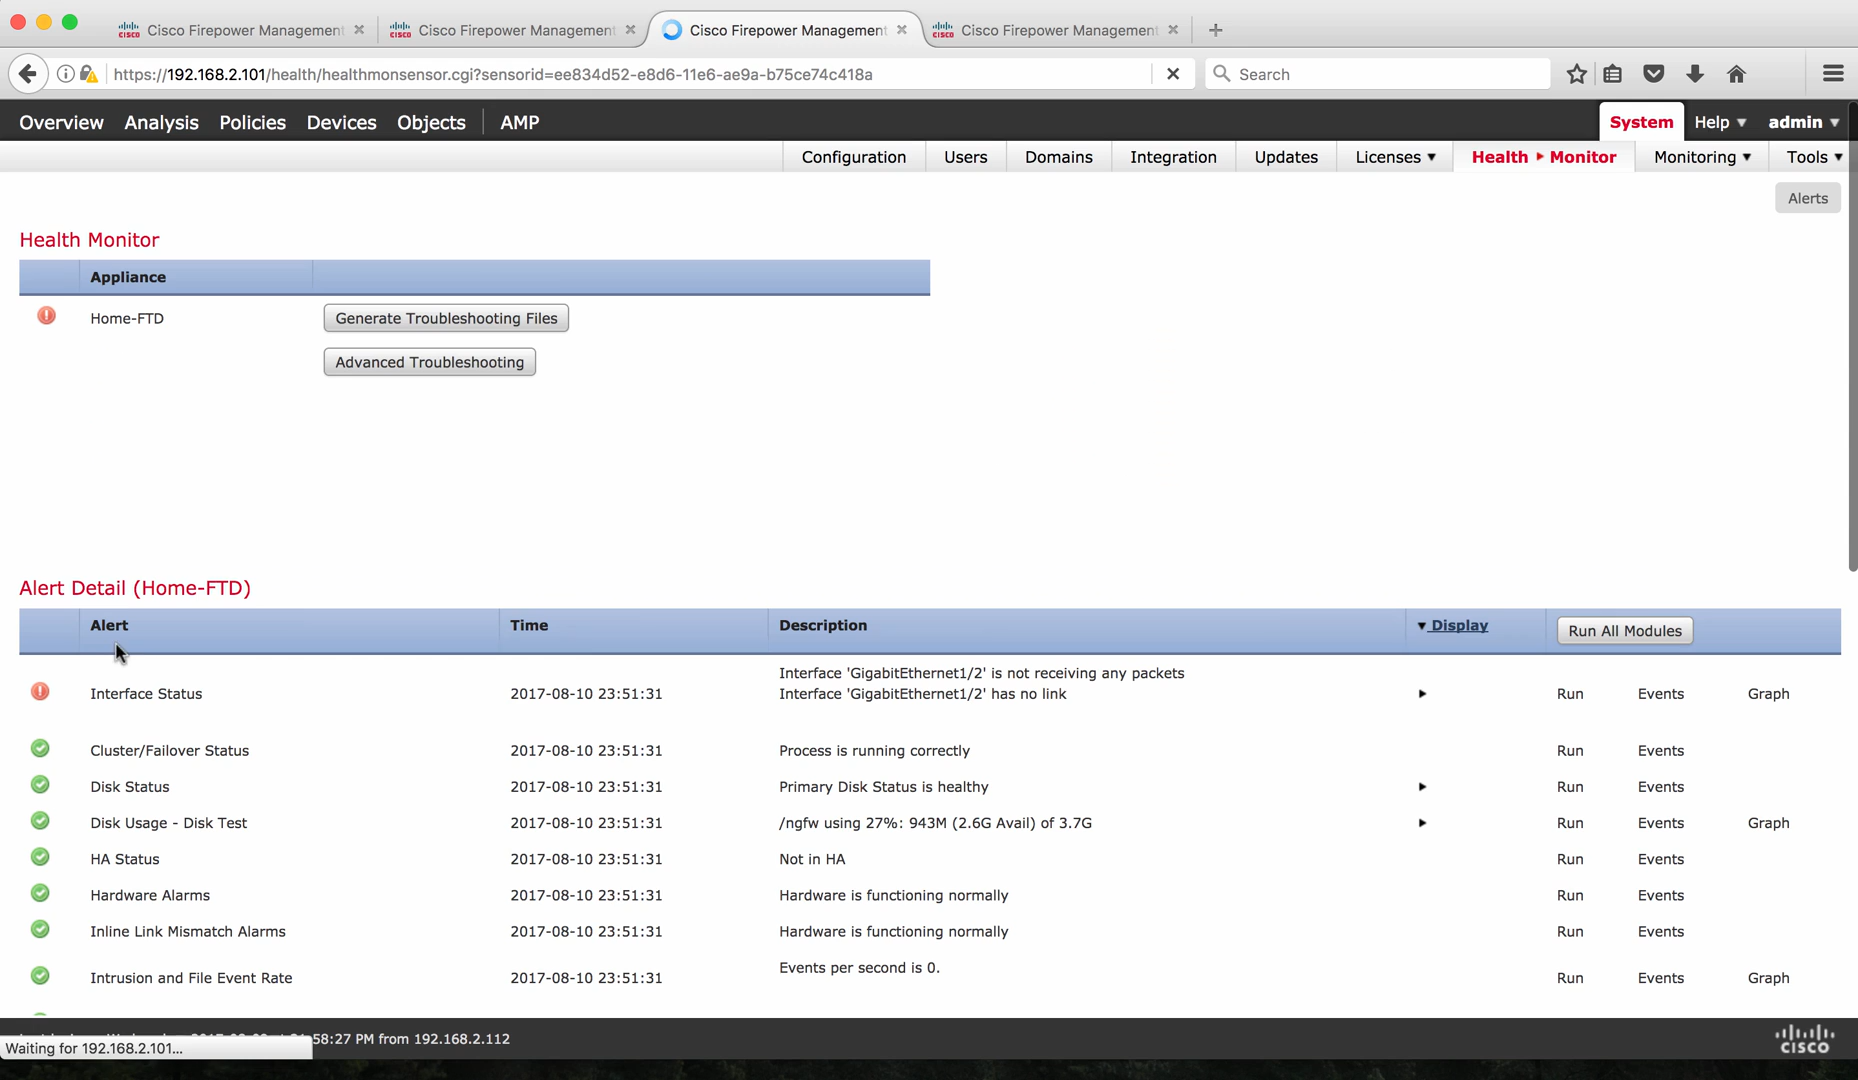 Cisco Firepower Management
Cisco Firepower Management
Cisco Firepower Management
Cisco Firepower Management
https://192.168.2.101/health/healthmonsensor.cgi?sensorid=ee834d52-e8d6-11e6-ae9a-b75ce74c418a
Search
Overview Analysis Policies Devices Objects AMP
System Help admin
Configuration Users Domains Integration Updates Licenses Health Monitor Monitoring Tools
Alerts
Health Monitor
Appliance
Home-FTD Generate Troubleshooting Files
Advanced Troubleshooting
Alert Detail (Home-FTD)
Alert Time Description Display Run All Modules
Interface 'GigabitEthernet1/2' is not receiving any packets
Interface Status 2017-08-10 23:51:31 Interface 'GigabitEthernet1/2' has no link Run Events Graph
Cluster/Failover Status 2017-08-10 23:51:31 Process is running correctly Run Events
Disk Status 2017-08-10 23:51:31 Primary Disk Status is healthy Run Events
Disk Usage - Disk Test 2017-08-10 23:51:31 /ngfw using 27%: 943M (2.6G Avail) of 3.7G Run Events Graph
HA Status 2017-08-10 23:51:31 Not in HA Run Events
Hardware Alarms 2017-08-10 23:51:31 Hardware is functioning normally Run Events
Inline Link Mismatch Alarms 2017-08-10 23:51:31 Hardware is functioning normally Run Events
Intrusion and File Event Rate 2017-08-10 23:51:31 Events per second is 0. Run Events Graph
58:27 PM from 192.168.2.112
Waiting for 192.168.2.101...
CISCO